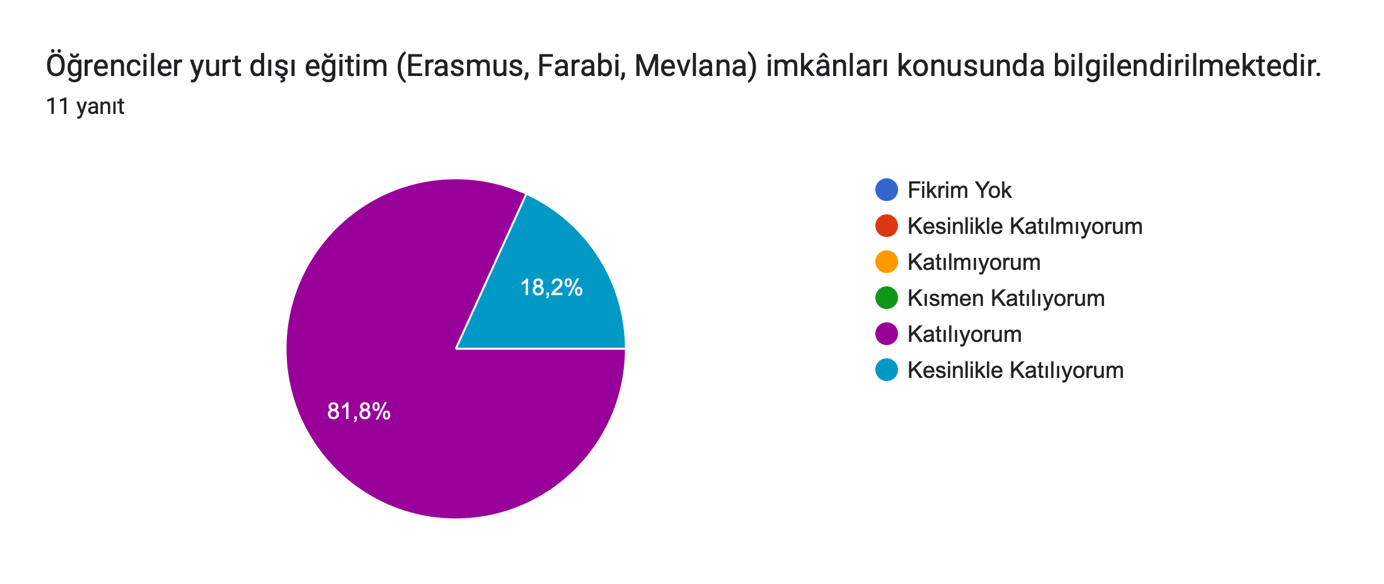 Öğrenciler yurt dışı eğitim (Erasmus, Farabi, Mevlana) imkânları konusunda bilgilendirilmektedir.
11 yanıt
Fikrim Yok
Kesinlikle Katılmıyorum
Katılmıyorum
Kısmen Katılıyorum
Katılıyorum
Kesinlikle Katılıyorum
18,2%
81,8%